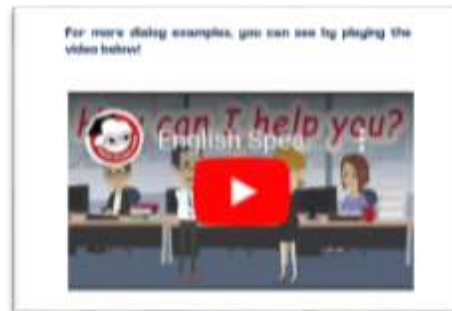 For more dialog examples, you can see by playing the
video below!
How can I help you?
English Spea